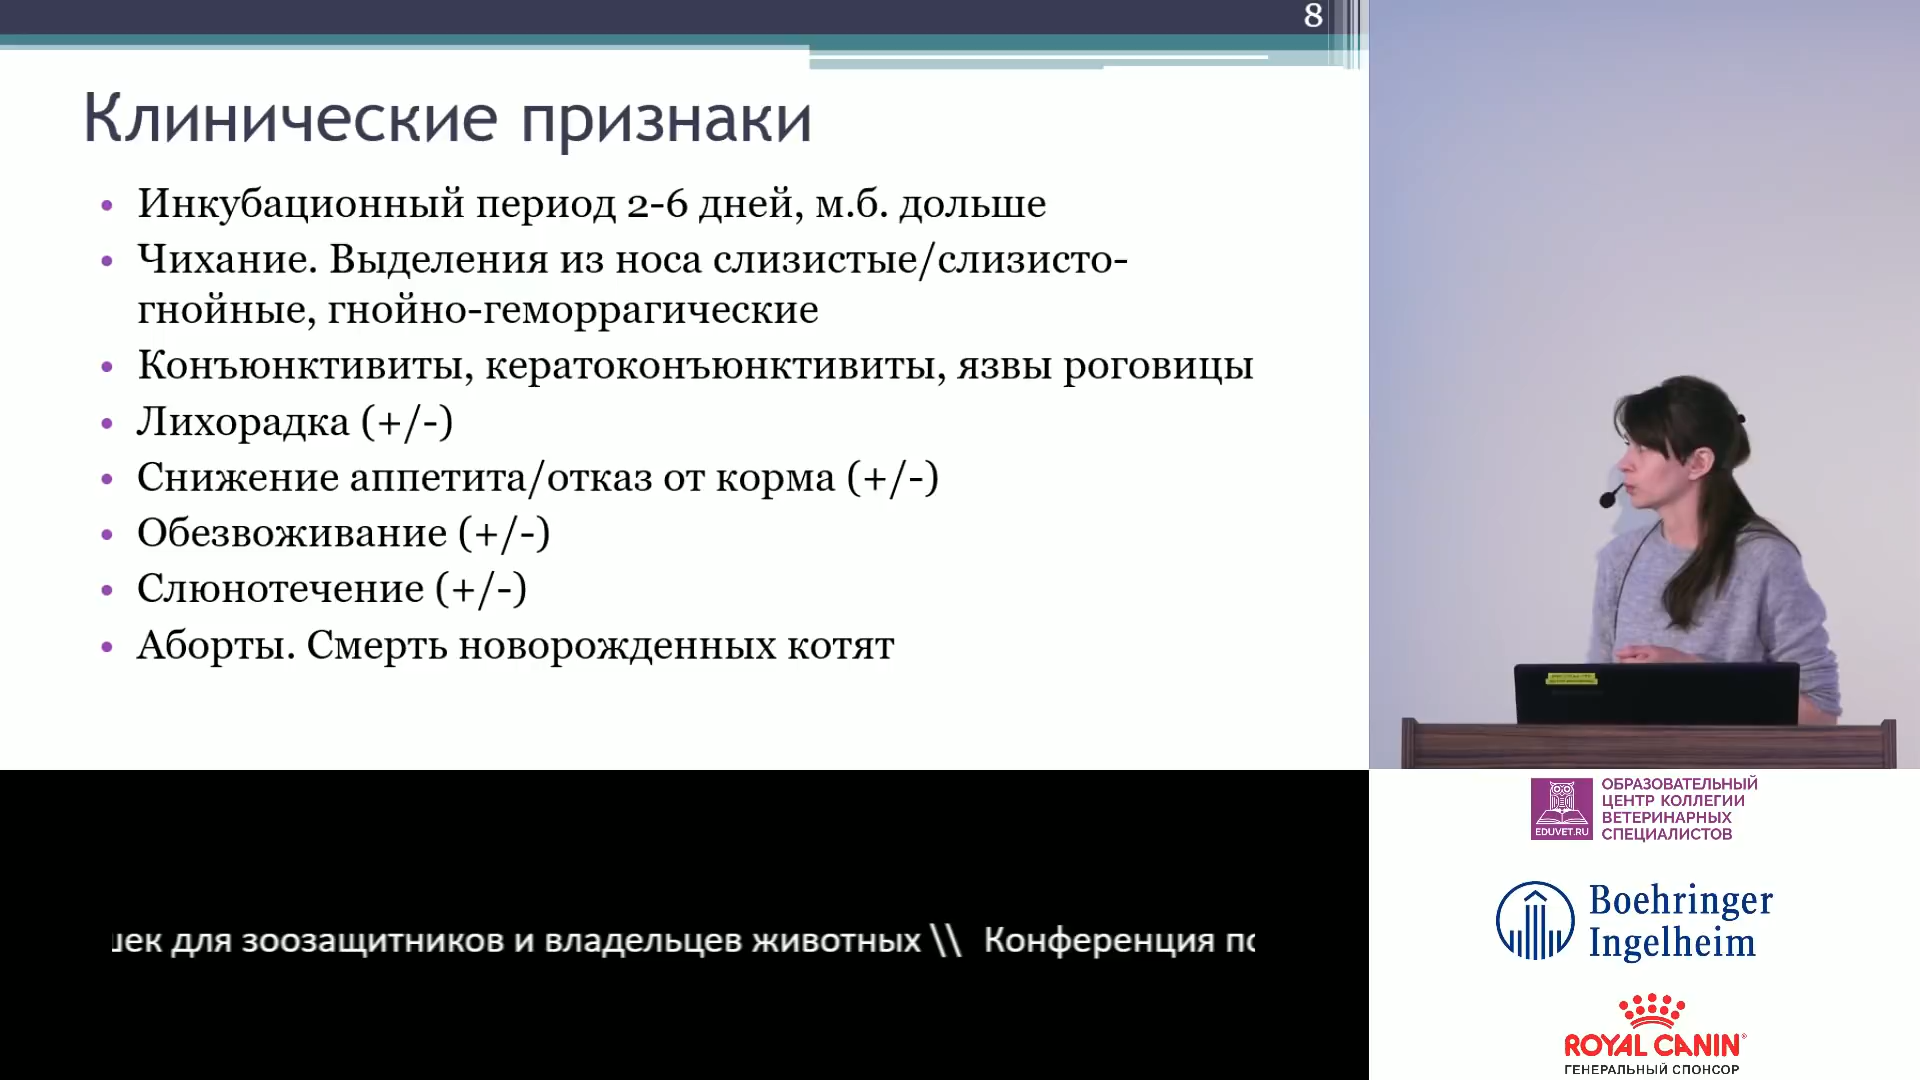 8
Клинические признаки
• Инкубационный период 2-6 дней, м.б. дольше
• Чихание. Выделения из носа слизистые/слизисто-
гнойные, гнойно-геморрагические
• Конъюнктивиты, кератоконъюнктивиты, язвы роговицы
• Лихорадка (+/-)
• Снижение аппетита/отказ от корма (+/-)
• Обезвоживание (+/-)
• Слюнотечение (+/-)
• Аборты. Смерть новорожденных котят
для зоозащитников и владельцев животных \\ Конференция
EDUVET.RU
ОБРАЗОВАТЕЛЬНЫЙ
ЦЕНТР КОЛЛЕГИИ
ВЕТЕРИНАРНЫХ
СПЕЦИАЛИСТОВ
Boehringer
Ingelheim
ROYAL CANIN
ГЕНЕРАЛЬНЫЙ СПОНСОР